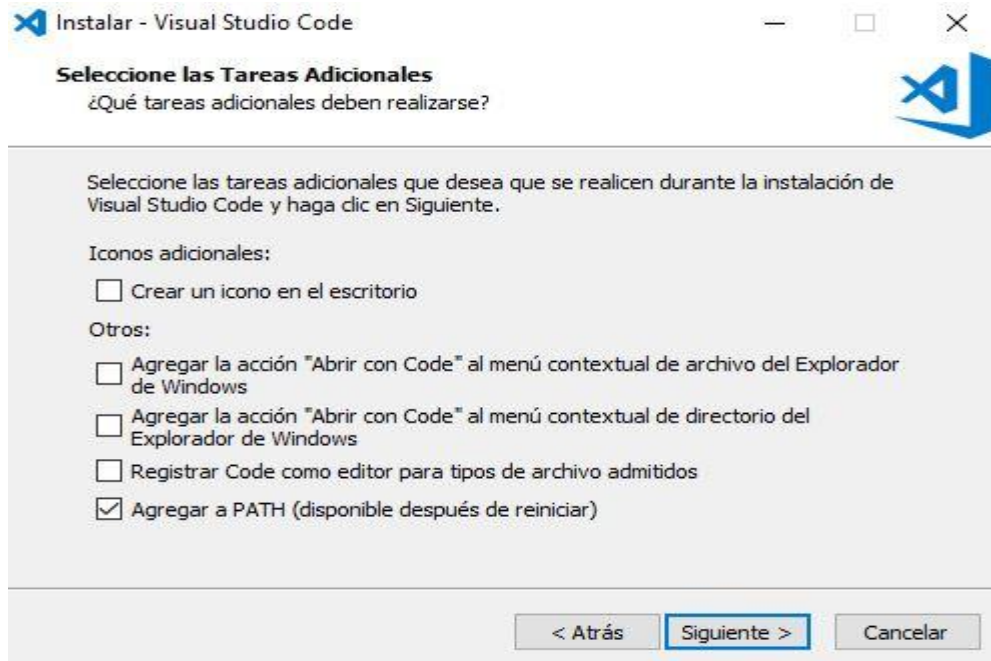 Instalar - Visual Studio Code
Seleccione las Tareas Adicionales
¿Qué tareas adicionales deben realizarse?
Seleccione las tareas adicionales que desea que se realicen durante la instalación de
Visual Studio Code y haga clic en Siguiente.
Iconos adicionales:
Crear un icono en el escritorio
Otros:
Agregar la acción "Abrir con Code" al menú contextual de archivo del Explorador
de Windows
Agregar la acción "Abrir con Code" al menú contextual de directorio del
Explorador de Windows
Registrar Code como editor para tipos de archivo admitidos
Agregar a PATH (disponible después de reiniciar)
< Atrás Siguiente > Cancelar